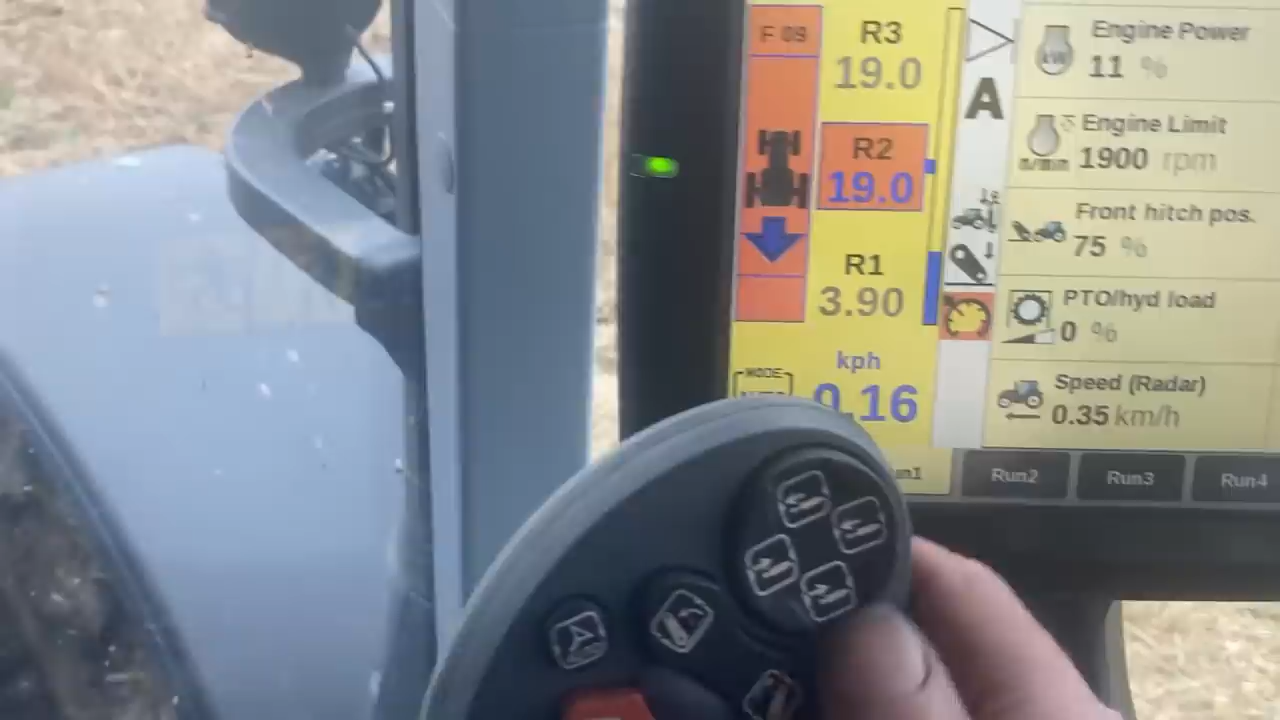 F 09
R3
19.0
R2
19.0
R1
3.90
kph
0.16
MODE
A
Engine Power
11 %
Engine Limit
1900 rpm
Front hitch pos.
75 %
PTO/hyd load
0 %
Speed (Radar)
0.35 km/h
Run2
Run3
Run4
A